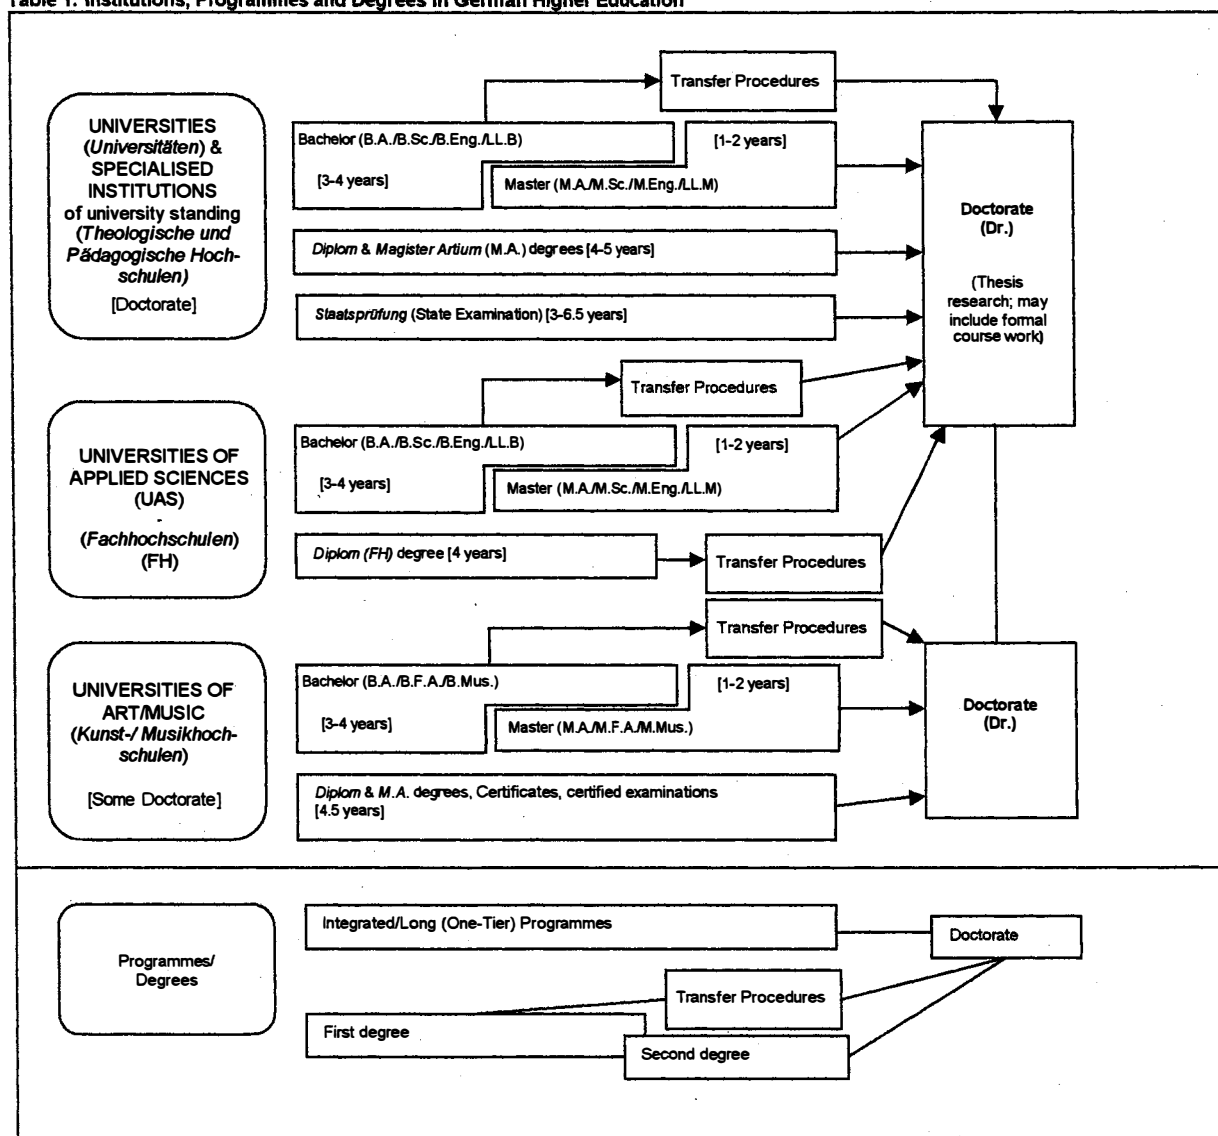 Table 1: Institutions, Programmes and Degrees in German Higher Education
Transfer Procedures
UNIVERSITIES
(Universitäten) &
SPECIALISED
INSTITUTIONS
of university standing
(Theologische und
Pädagogische Hoch-
schulen)
[Doctorate]
Bachelor (B.A./B.Sc./B.Eng./LL.B)
[3-4 years]
[1-2 years]
Master (M.A./M.Sc./M.Eng./LL.M)
Diplom & Magister Artium (M.A.) degrees [4-5 years]
Staatsprüfung (State Examination) [3-6.5 years]
Doctorate
(Dr.)
(Thesis
research; may
include formal
course work)
Transfer Procedures
UNIVERSITIES OF
APPLIED SCIENCES
(UAS)
(Fachhochschulen)
(FH)
Bachelor (B.A./B.Sc./B.Eng./LL.B)
[3-4 years]
[1-2 years]
Master (M.A./M.Sc./M.Eng./LL.M)
Diplom (FH) degree [4 years]
Transfer Procedures
Transfer Procedures
UNIVERSITIES OF
ART/MUSIC
(Kunst-/ Musikhoch-
schulen)
[Some Doctorate]
Bachelor (B.A./B.F.A./B.Mus.)
[3-4 years]
[1-2 years]
Master (M.A./M.F.A./M.Mus.)
Diplom & M.A. degrees, Certificates, certified examinations
[4.5 years]
Doctorate
(Dr.)
Programmes/
Degrees
Integrated/Long (One-Tier) Programmes
Doctorate
Transfer Procedures
First degree
Second degree